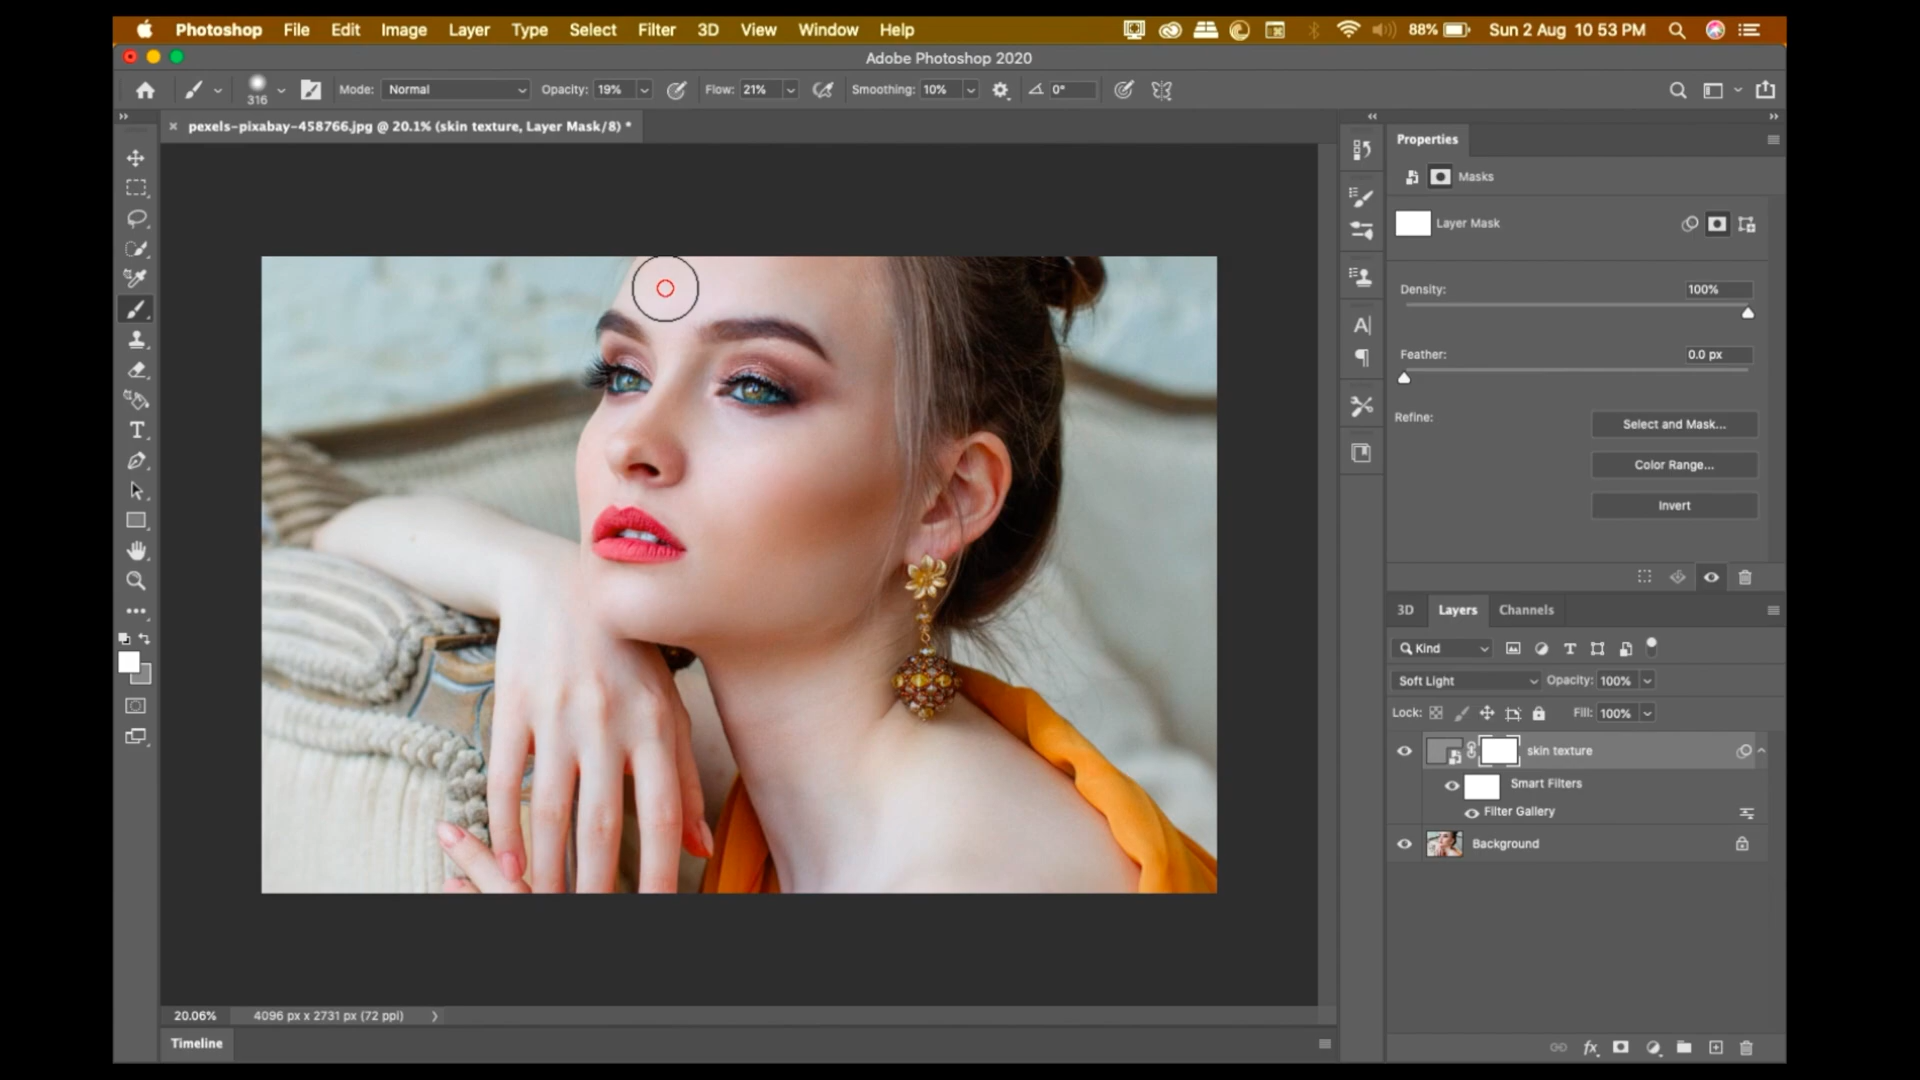 Photoshop File Edit Image Layer Type Select Filter 3D View Window Help 88% Sun 2 Aug 10 53 PM
Adobe Photoshop 2020
316 Mode: Normal Opacity: 19% Flow: 21% Smoothing: 10% 0°
pexels-pixabay-458766.jpg @ 20.1% (skin texture, Layer Mask/8) *
Properties
Masks
Layer Mask
Density: 100%
Feather: 0.0 px
Refine: Select and Mask...
Color Range...
Invert
3D Layers Channels
Kind
Soft Light Opacity: 100%
Lock: Fill: 100%
skin texture
Smart Filters
Filter Gallery
Background
20.06% 4096 px x 2731 px (72 ppi)
Timeline